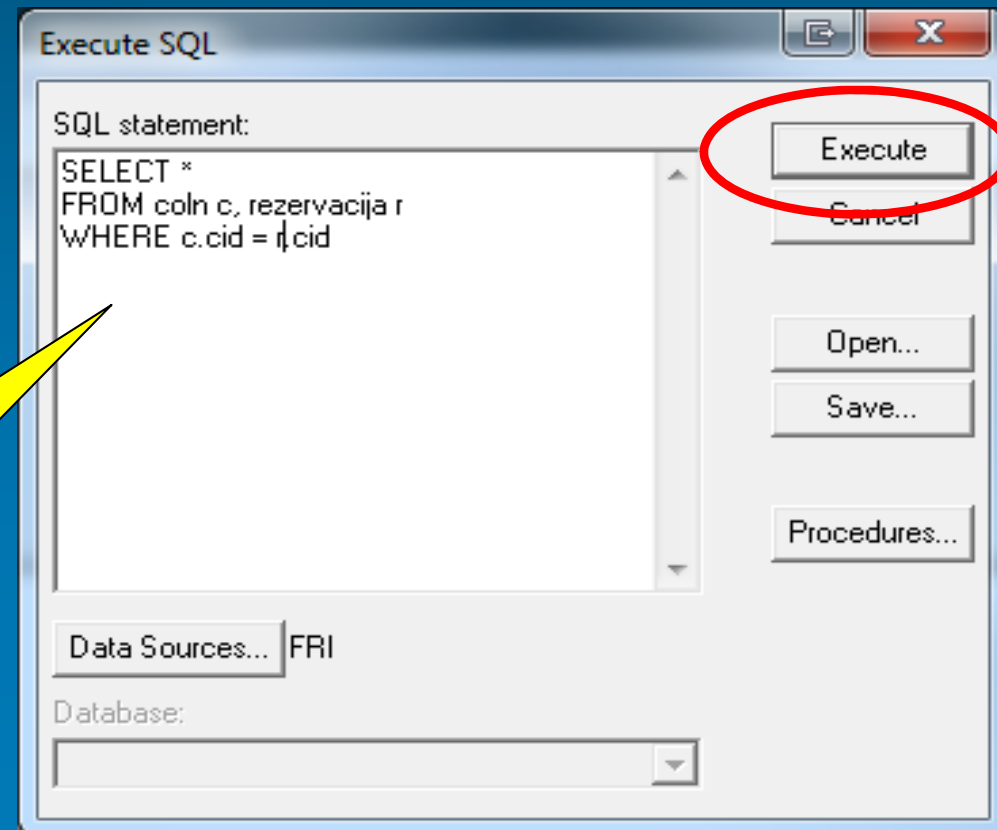 Execute SQL
SQL statement:
SELECT *
FROM coln c, rezervacija r
WHERE c.cid = r.cid
Execute
Cancel
Open...
Save...
Procedures...
Data Sources... FRI
Database: